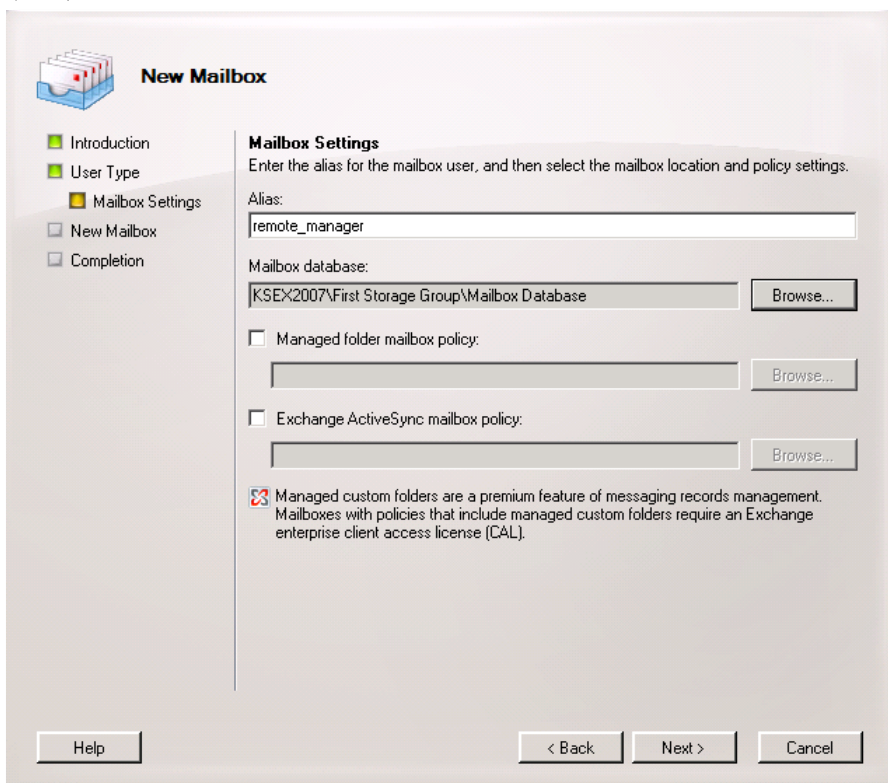 New Mailbox
Introduction
User Type
Mailbox Settings
New Mailbox
Completion
Mailbox Settings
Enter the alias for the mailbox user, and then select the mailbox location and policy settings.
Alias:
remote_manager
Mailbox database:
KSEX2007\First Storage Group\Mailbox Database
Browse...
Managed folder mailbox policy:
Browse...
Exchange ActiveSync mailbox policy:
Browse...
Managed custom folders are a premium feature of messaging records management.
Mailboxes with policies that include managed custom folders require an Exchange
enterprise client access license (CAL).
Help
< Back
Next >
Cancel